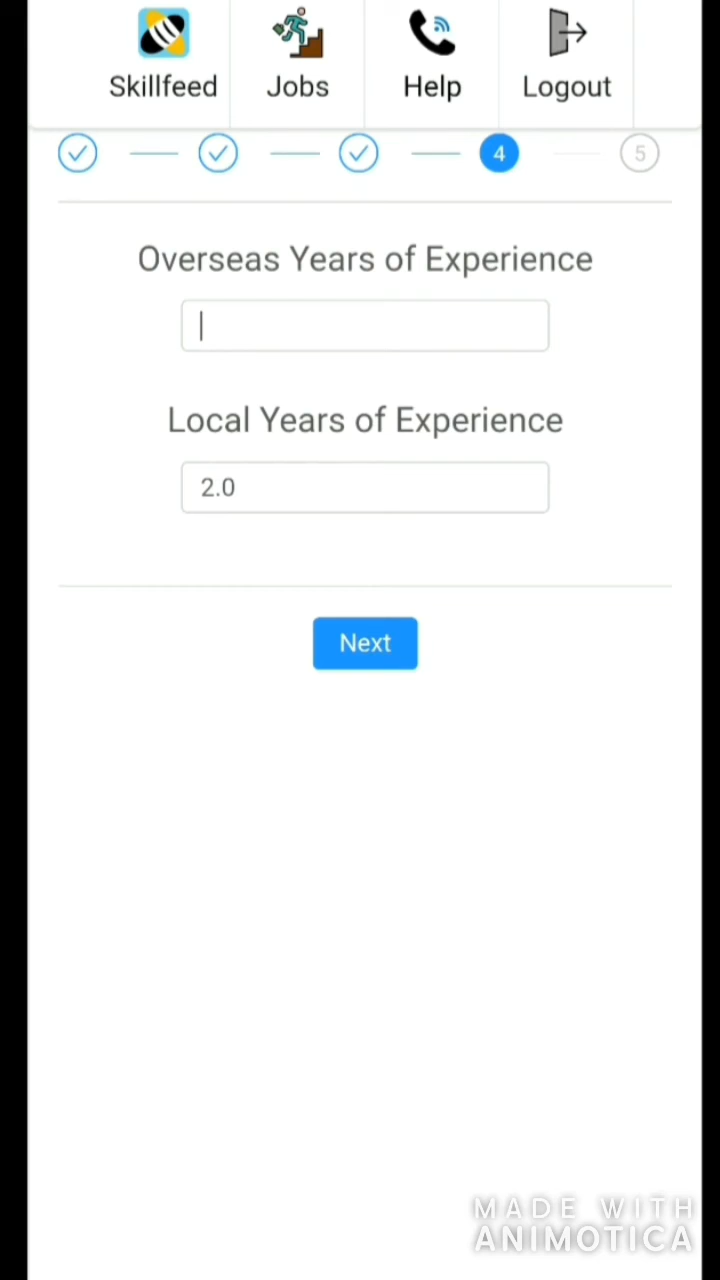 Skillfeed Jobs Help Logout
4 5
Overseas Years of Experience
Local Years of Experience
2.0
Next
MADE WITH
ANIMOTICA